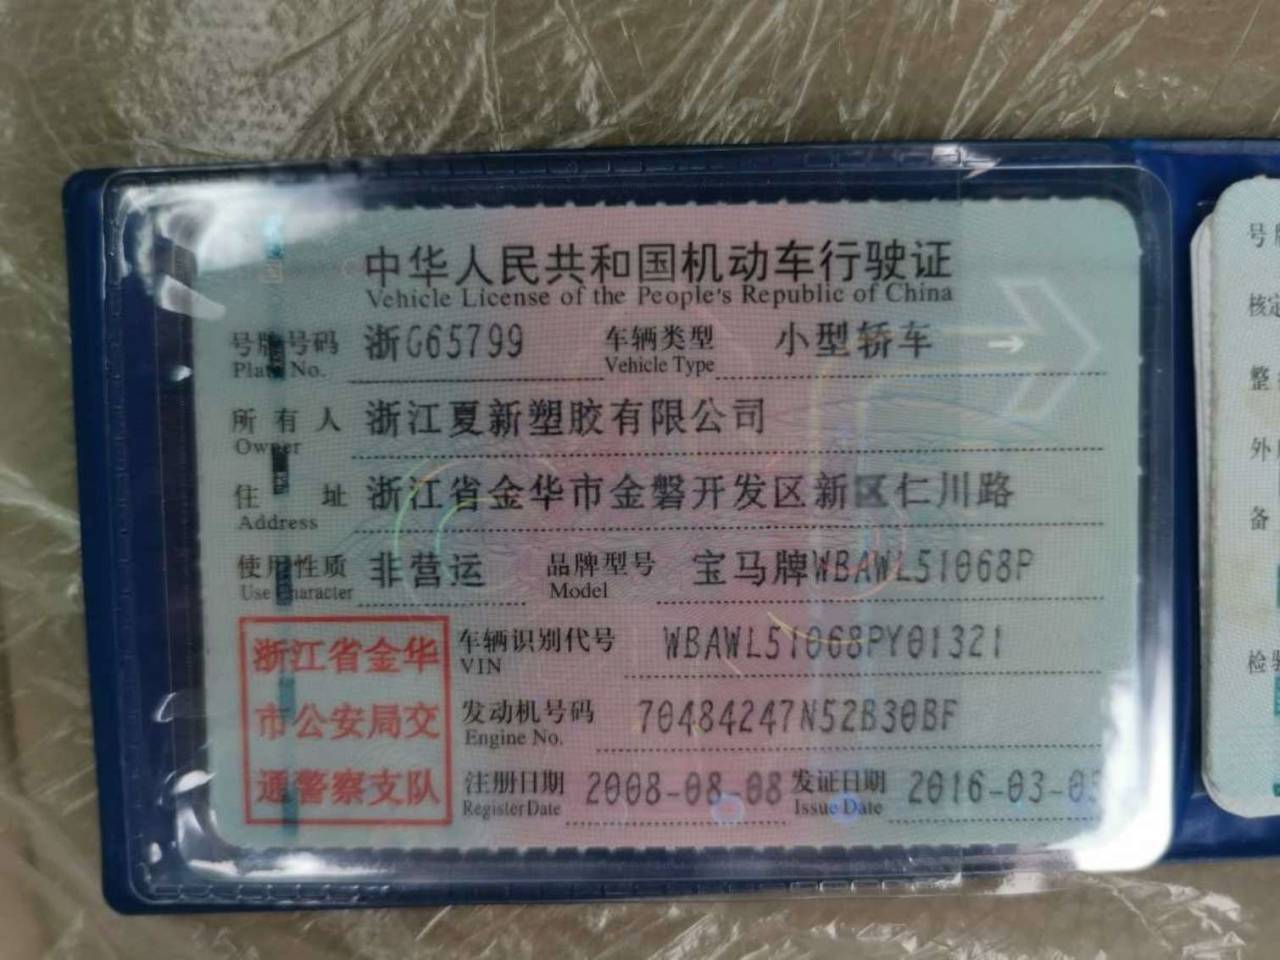 中华人民共和国机动车行驶证
Vehicle License of the People's Republic of China
号牌号码 浙G65799 车辆类型 小型轿车
Plate No. Vehicle Type
所有人 浙江夏新塑胶有限公司
Owner
住址 浙江省金华市金磐开发区新区仁川路
Address
使用性质 非营运 品牌型号 宝马牌WBAWL51068P
Use Character Model
浙江省金华
市公安局交
通警察支队
车辆识别代号 WBAWL51068PY01321
VIN
发动机号码 70484247N52B30BF
Engine No.
注册日期 2008-08-08 发证日期 2016-03-05
Register Date Issue Date
号
核定
整
外
备
检验